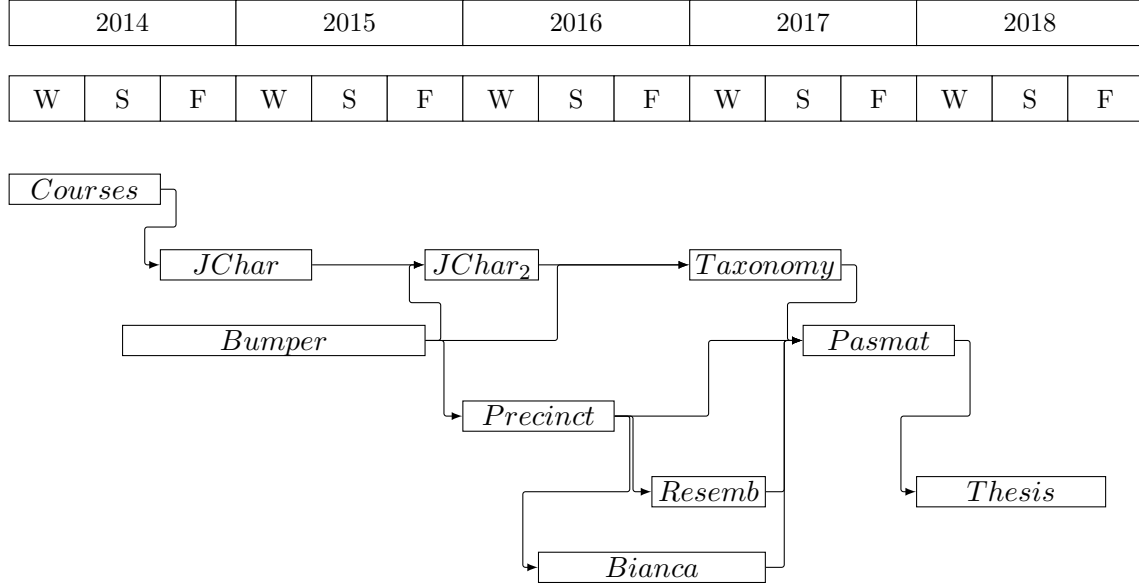 2014 2015 2016 2017 2018
W S F W S F W S F W S F W S F
Courses
JChar JChar₂ Taxonomy
Bumper Pasmat
Precinct
Resemb Thesis
Bianca